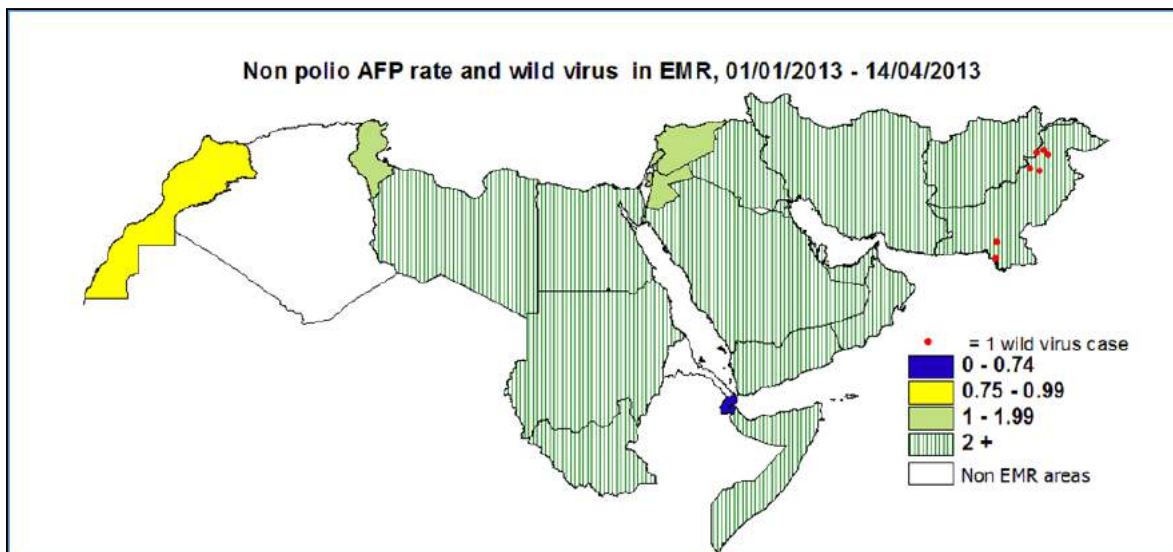 Non polio AFP rate and wild virus in EMR, 01/01/2013 - 14/04/2013
= 1 wild virus case
0 - 0.74
0.75 - 0.99
1 - 1.99
2 +
Non EMR areas